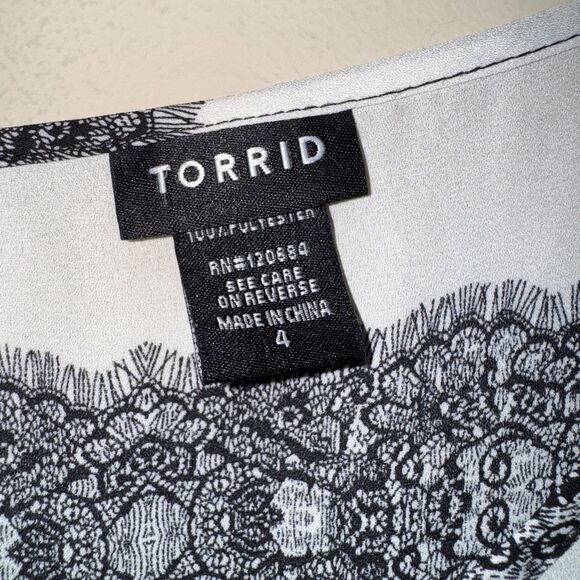 TORRID
100% POLYESTER
RN#120684
SEE CARE
ON REVERSE
MADE IN CHINA
4